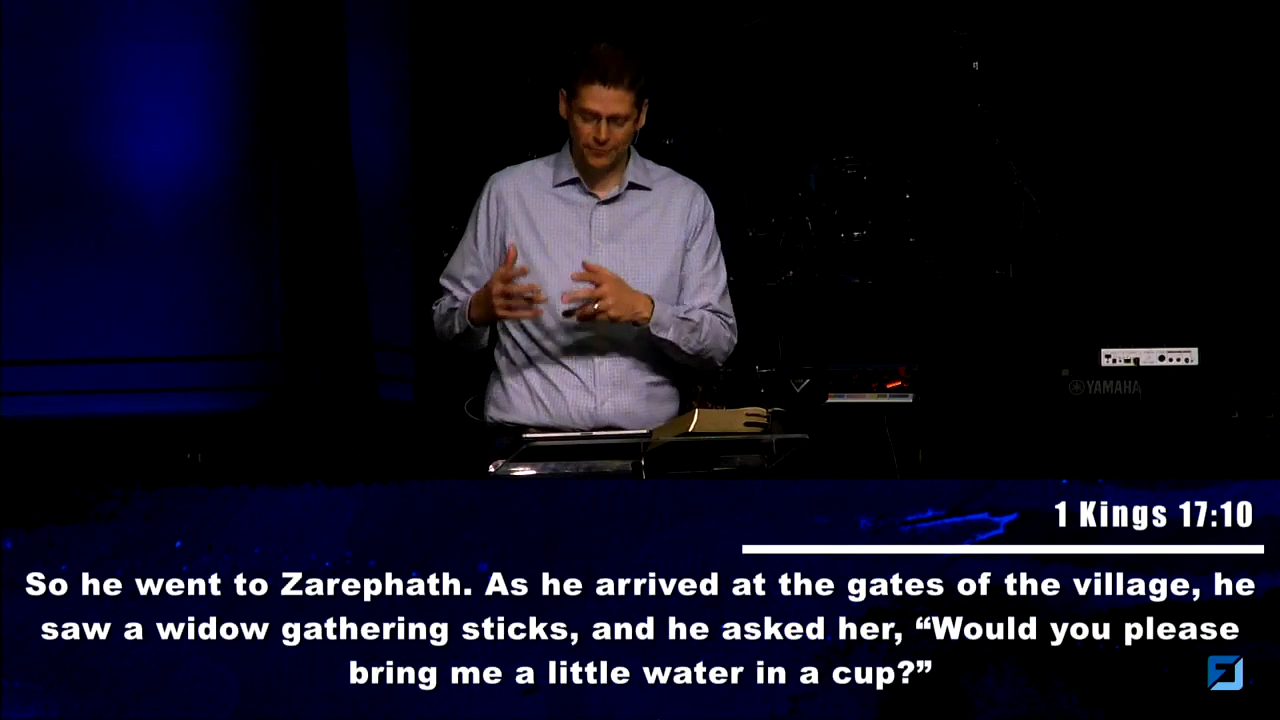 YAMAHA
1 Kings 17:10
So he went to Zarephath. As he arrived at the gates of the village, he
saw a widow gathering sticks, and he asked her, “Would you please
bring me a little water in a cup?”